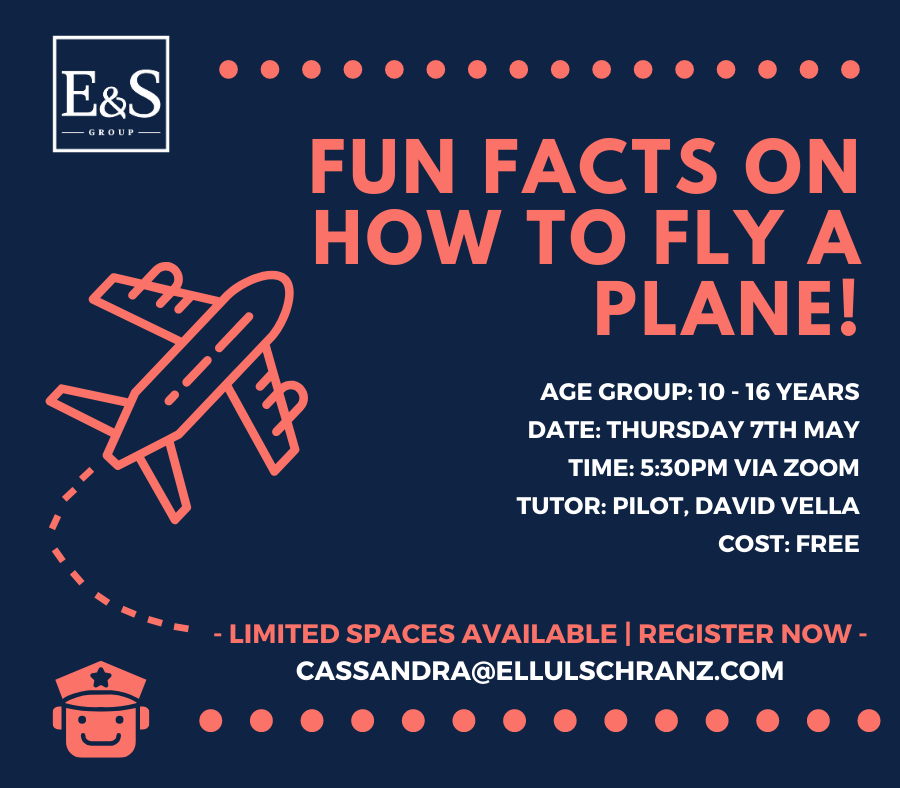 E&S
GROUP
FUN FACTS ON
HOW TO FLY A
PLANE!
AGE GROUP: 10 - 16 YEARS
DATE: THURSDAY 7TH MAY
TIME: 5:30PM VIA ZOOM
TUTOR: PILOT, DAVID VELLA
COST: FREE
- LIMITED SPACES AVAILABLE | REGISTER NOW -
CASSANDRA@ELLULSCHRANZ.COM